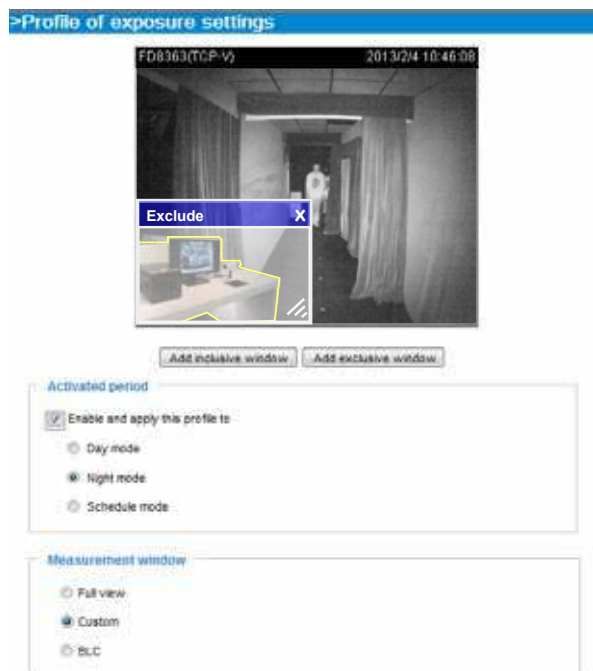 >Profile of exposure settings
FD8363(TCP-V) 2013/2/4 10:46:08
Exclude X
Add inclusive window Add exclusive window
Activated period
Enable and apply this profile to
Day mode
Night mode
Schedule mode
Measurement window
Full view
Custom
BLC